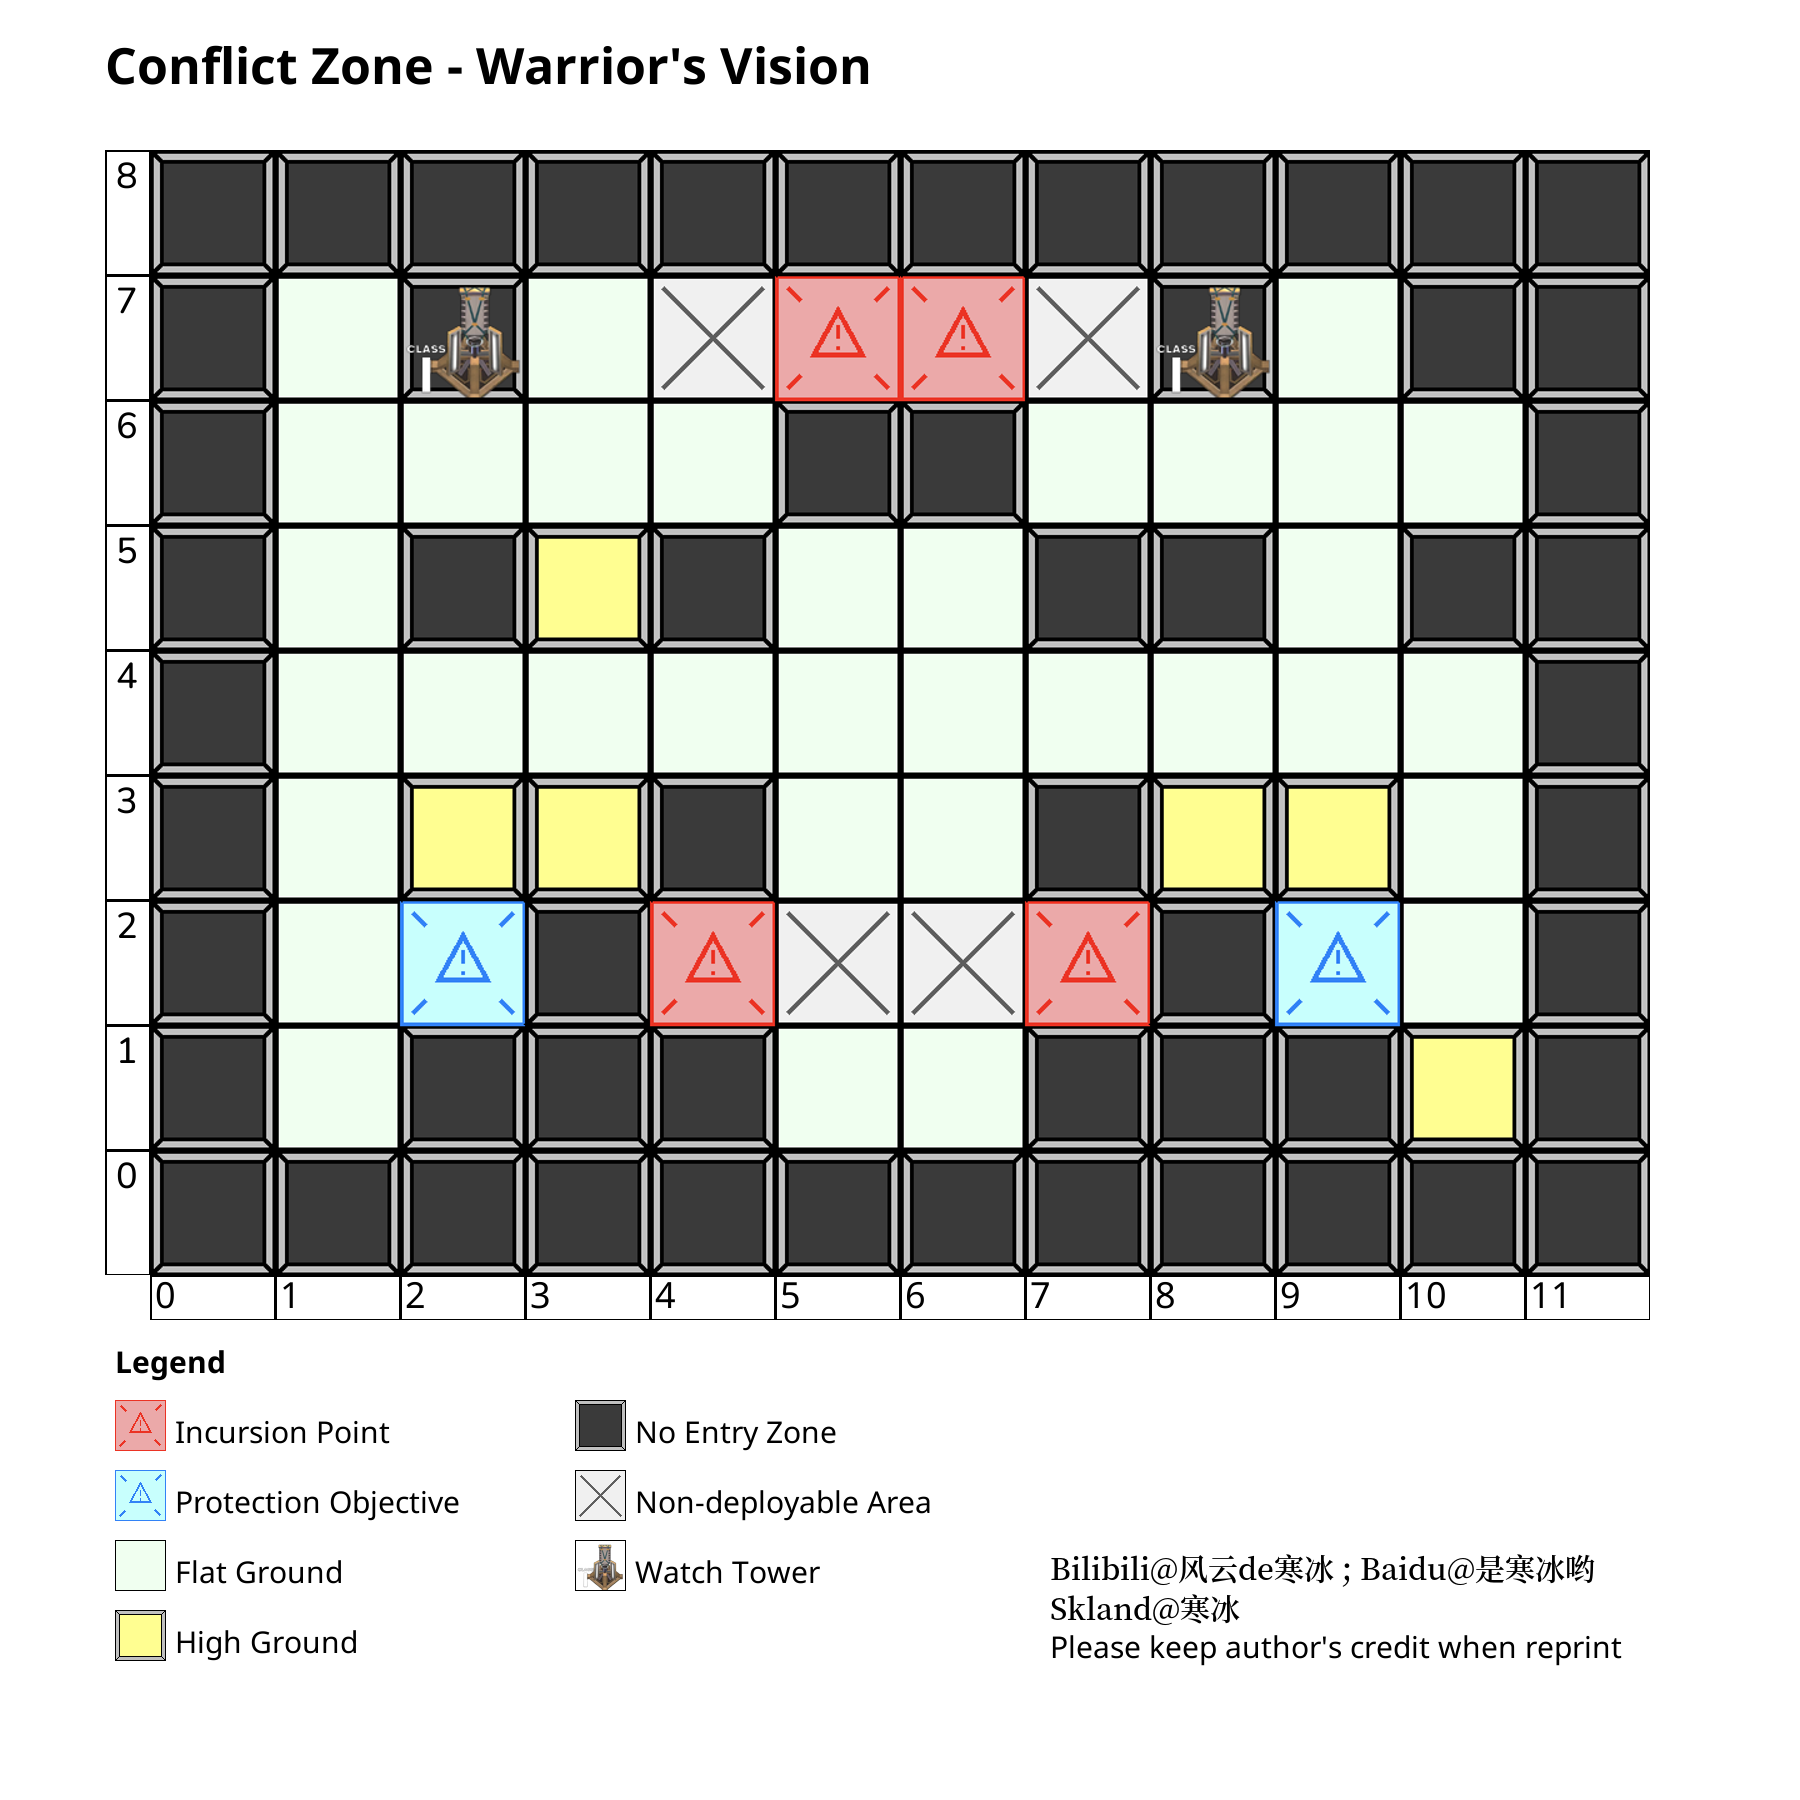 Conflict Zone - Warrior's Vision
8
7
CLASS I
CLASS I
6
5
4
3
2
1
0
0 1 2 3 4 5 6 7 8 9 10 11
Legend
Incursion Point
No Entry Zone
Protection Objective
Non-deployable Area
Flat Ground
Watch Tower
High Ground
Bilibili@风云de寒冰 ; Baidu@是寒冰哟
Skland@寒冰
Please keep author's credit when reprint